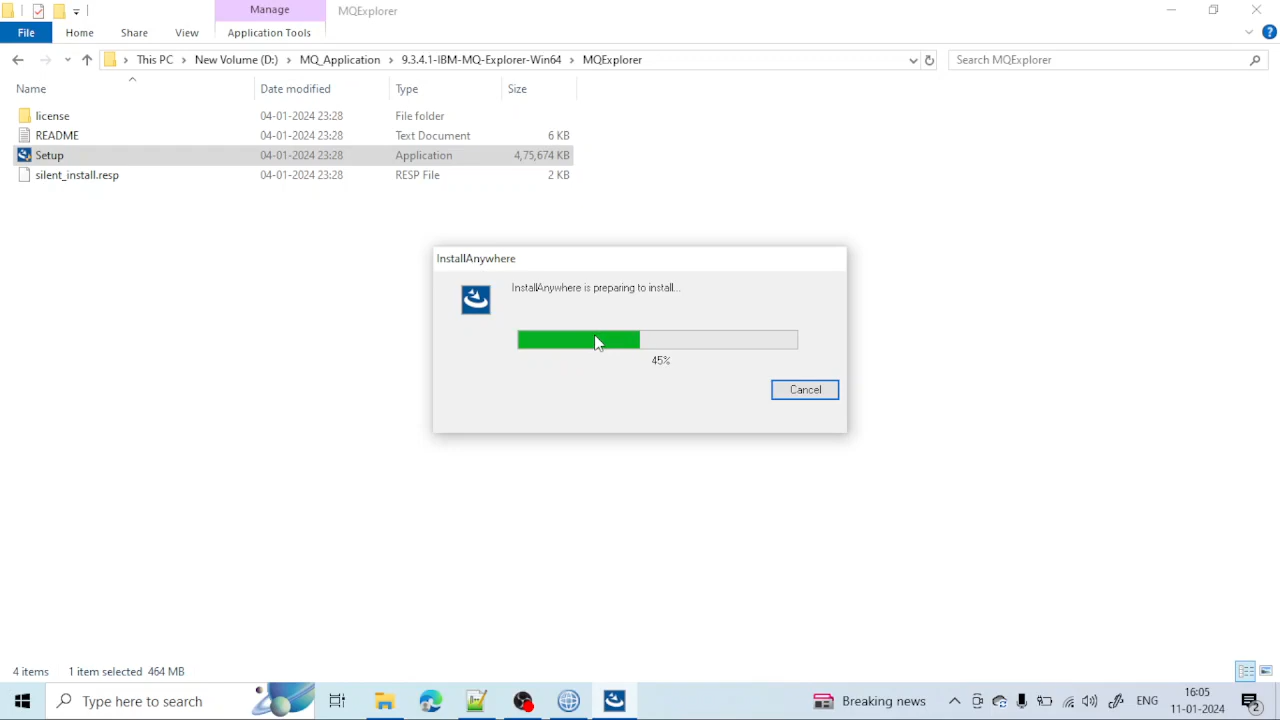 Manage
MQExplorer
File
Home
Share
View
Application Tools
This PC
New Volume (D:)
MQ_Application
9.3.4.1-IBM-MQ-Explorer-Win64
MQExplorer
Search MQExplorer
Name
Date modified
Type
Size
license 04-01-2024 23:28 File folder
README 04-01-2024 23:28 Text Document 6 KB
Setup 04-01-2024 23:28 Application 4,75,674 KB
silent_install.resp 04-01-2024 23:28 RESP File 2 KB
InstallAnywhere
InstallAnywhere is preparing to install...
45%
Cancel
4 items 1 item selected 464 MB
Type here to search
Breaking news
ENG
16:05
11-01-2024
2